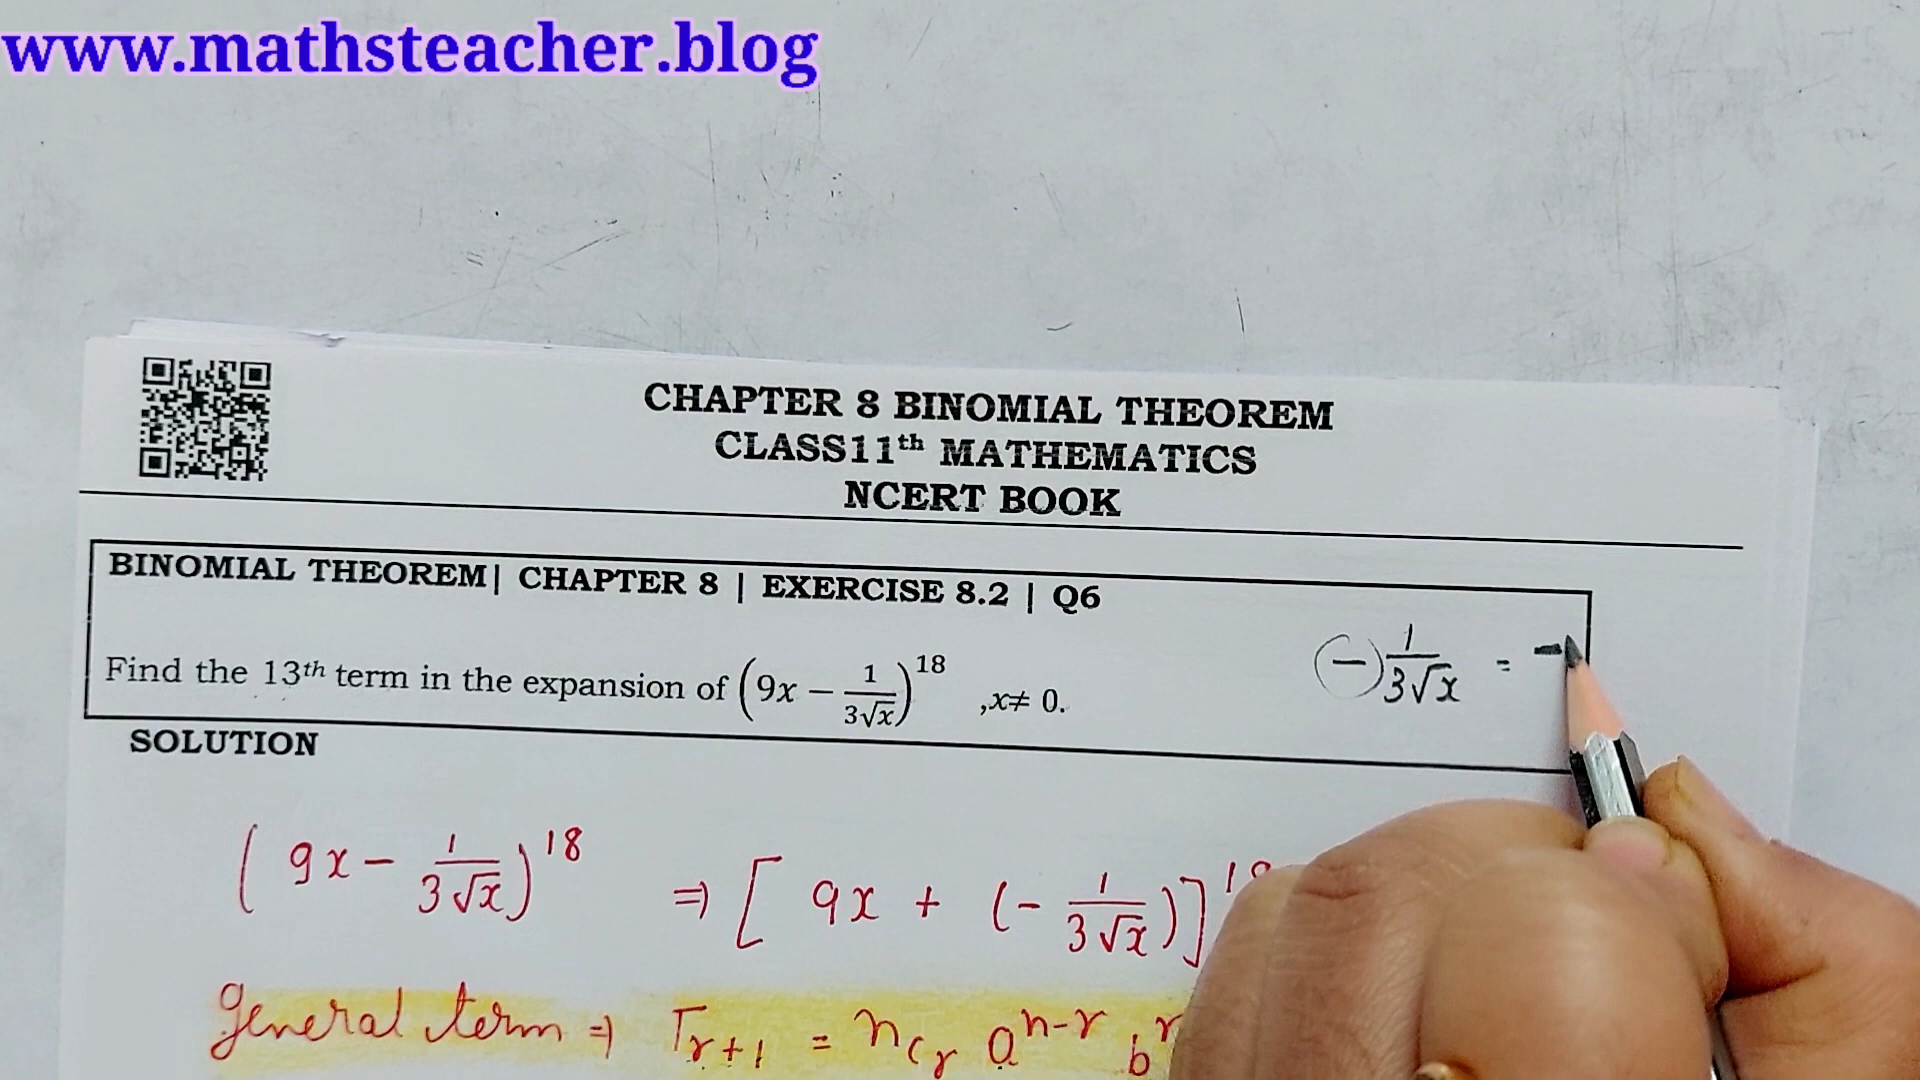 www.mathsteacher.blog
CHAPTER 8 BINOMIAL THEOREM
CLASS11th MATHEMATICS
NCERT BOOK
BINOMIAL THEOREM| CHAPTER 8 | EXERCISE 8.2 | Q6
Find the 13th term in the expansion of (9x − 1/(3√x))^18 ,x≠ 0.
(−) 1/(3√x) = −
SOLUTION
(9x − 1/(3√x))^18 ⇒ [9x + (− 1/(3√x))]
General term ⇒ T_{r+1} = n_{C_r} a^{n−r} b^r